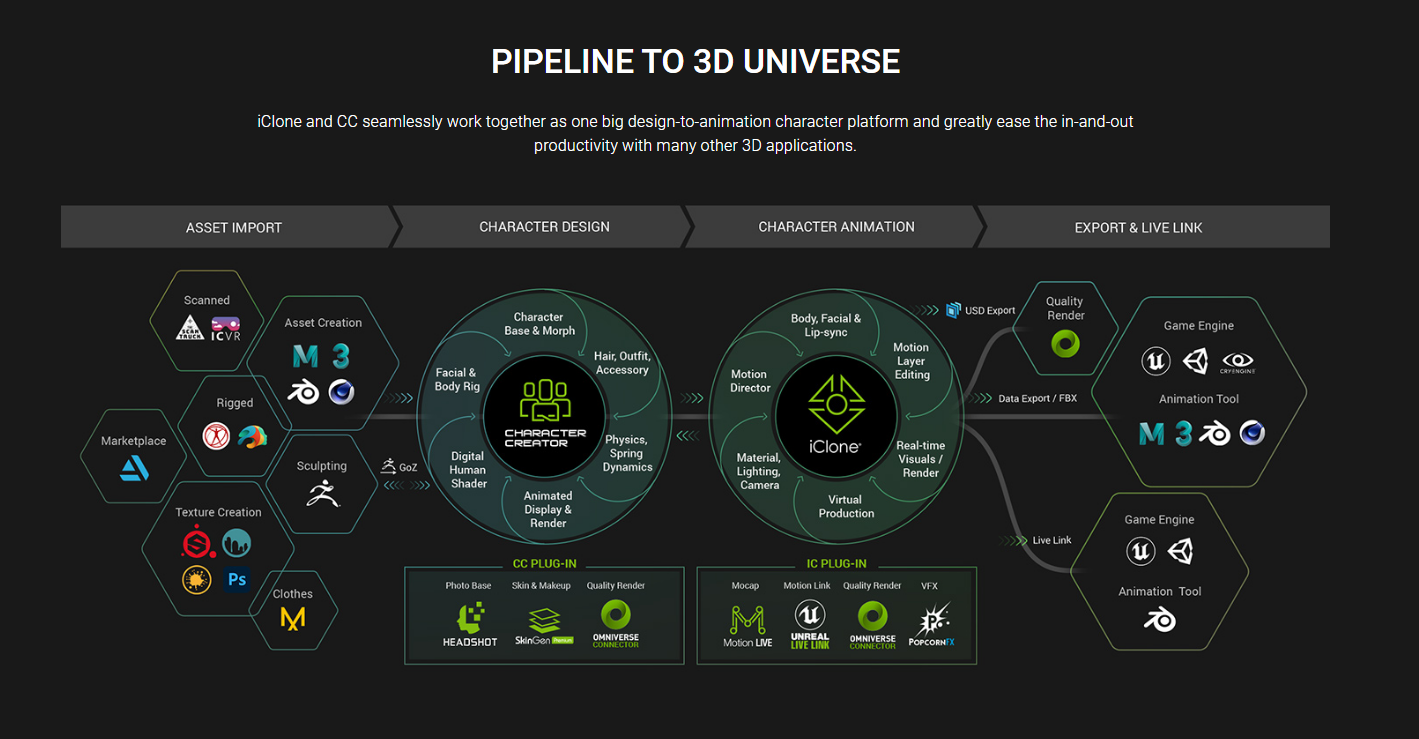 PIPELINE TO 3D UNIVERSE
iClone and CC seamlessly work together as one big design-to-animation character platform and greatly ease the in-and-out
productivity with many other 3D applications.
ASSET IMPORT
CHARACTER DESIGN
CHARACTER ANIMATION
EXPORT & LIVE LINK
Scanned
THE
SCAN
TRUCK
ICVR
Asset Creation
M 3
Rigged
Marketplace
Sculpting
Texture Creation
Ps
Clothes
M
GoZ
Character
Base & Morph
Hair, Outfit,
Accessory
Physics,
Spring
Dynamics
Animated
Display &
Render
Digital
Human
Shader
Facial &
Body Rig
CHARACTER
CREATOR
Body, Facial &
Lip-sync
Motion
Layer
Editing
Real-time
Visuals /
Render
Virtual
Production
Material,
Lighting,
Camera
Motion
Director
iClone
USD Export
Data Export / FBX
Live Link
Quality
Render
Game Engine
CRYENGINE
Animation Tool
M 3
Game Engine
Animation Tool
CC PLUG-IN
Photo Base
Skin & Makeup
Quality Render
HEADSHOT
SkinGen Premium
OMNIVERSE
CONNECTOR
IC PLUG-IN
Mocap
Motion Link
Quality Render
VFX
Motion LIVE
UNREAL
LIVE LINK
OMNIVERSE
CONNECTOR
POPCORNFX